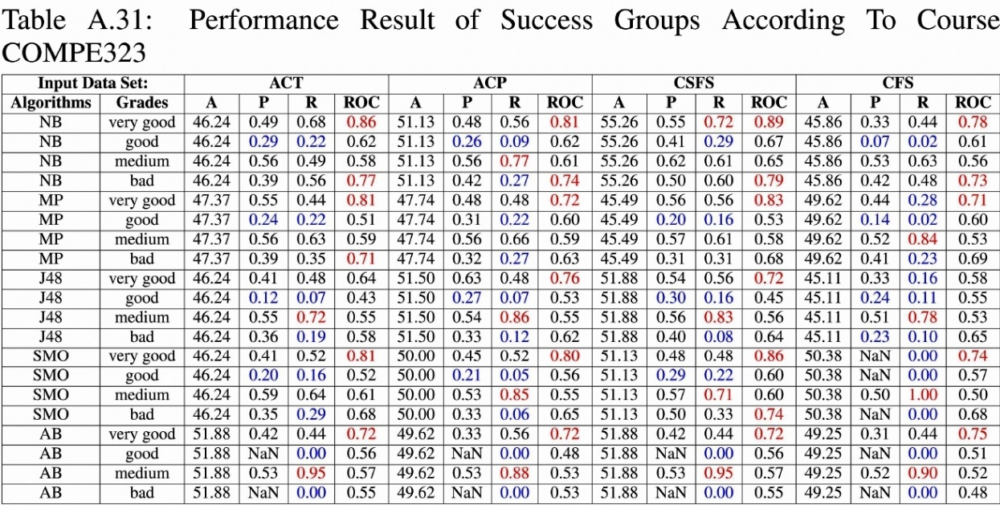 Table A.31: Performance Result of Success Groups According To Course
COMPE323
Input Data Set: ACT ACP CSFS CFS
Algorithms Grades A P R ROC A P R ROC A P R ROC A P R ROC
NB very good 46.24 0.49 0.68 0.86 51.13 0.48 0.56 0.81 55.26 0.55 0.72 0.89 45.86 0.33 0.44 0.78
NB good 46.24 0.29 0.22 0.62 51.13 0.26 0.09 0.62 55.26 0.41 0.29 0.67 45.86 0.07 0.02 0.61
NB medium 46.24 0.56 0.49 0.58 51.13 0.56 0.77 0.61 55.26 0.62 0.61 0.65 45.86 0.53 0.63 0.56
NB bad 46.24 0.39 0.56 0.77 51.13 0.42 0.27 0.74 55.26 0.50 0.60 0.79 45.86 0.42 0.48 0.73
MP very good 47.37 0.55 0.44 0.81 47.74 0.48 0.48 0.72 45.49 0.56 0.56 0.83 49.62 0.44 0.28 0.71
MP good 47.37 0.24 0.22 0.51 47.74 0.31 0.22 0.60 45.49 0.20 0.16 0.53 49.62 0.14 0.02 0.60
MP medium 47.37 0.56 0.63 0.59 47.74 0.56 0.66 0.59 45.49 0.57 0.61 0.58 49.62 0.52 0.84 0.53
MP bad 47.37 0.39 0.35 0.71 47.74 0.32 0.27 0.63 45.49 0.31 0.31 0.68 49.62 0.41 0.23 0.69
J48 very good 46.24 0.41 0.48 0.64 51.50 0.63 0.48 0.76 51.88 0.54 0.56 0.72 45.11 0.33 0.16 0.58
J48 good 46.24 0.12 0.07 0.43 51.50 0.27 0.07 0.53 51.88 0.30 0.16 0.45 45.11 0.24 0.11 0.55
J48 medium 46.24 0.55 0.72 0.55 51.50 0.54 0.86 0.55 51.88 0.56 0.83 0.56 45.11 0.51 0.78 0.53
J48 bad 46.24 0.36 0.19 0.58 51.50 0.33 0.12 0.62 51.88 0.40 0.08 0.64 45.11 0.23 0.10 0.65
SMO very good 46.24 0.41 0.52 0.81 50.00 0.45 0.52 0.80 51.13 0.48 0.48 0.86 50.38 NaN 0.00 0.74
SMO good 46.24 0.20 0.16 0.52 50.00 0.21 0.05 0.56 51.13 0.29 0.22 0.60 50.38 NaN 0.00 0.57
SMO medium 46.24 0.59 0.64 0.61 50.00 0.53 0.85 0.55 51.13 0.57 0.71 0.60 50.38 0.50 1.00 0.50
SMO bad 46.24 0.35 0.29 0.68 50.00 0.33 0.06 0.65 51.13 0.50 0.33 0.74 50.38 NaN 0.00 0.68
AB very good 51.88 0.42 0.44 0.72 49.62 0.33 0.56 0.72 51.88 0.42 0.44 0.72 49.25 0.31 0.44 0.75
AB good 51.88 NaN 0.00 0.56 49.62 NaN 0.00 0.48 51.88 NaN 0.00 0.56 49.25 NaN 0.00 0.51
AB medium 51.88 0.53 0.95 0.57 49.62 0.53 0.88 0.53 51.88 0.53 0.95 0.57 49.25 0.52 0.90 0.52
AB bad 51.88 NaN 0.00 0.55 49.62 NaN 0.00 0.53 51.88 NaN 0.00 0.55 49.25 NaN 0.00 0.48